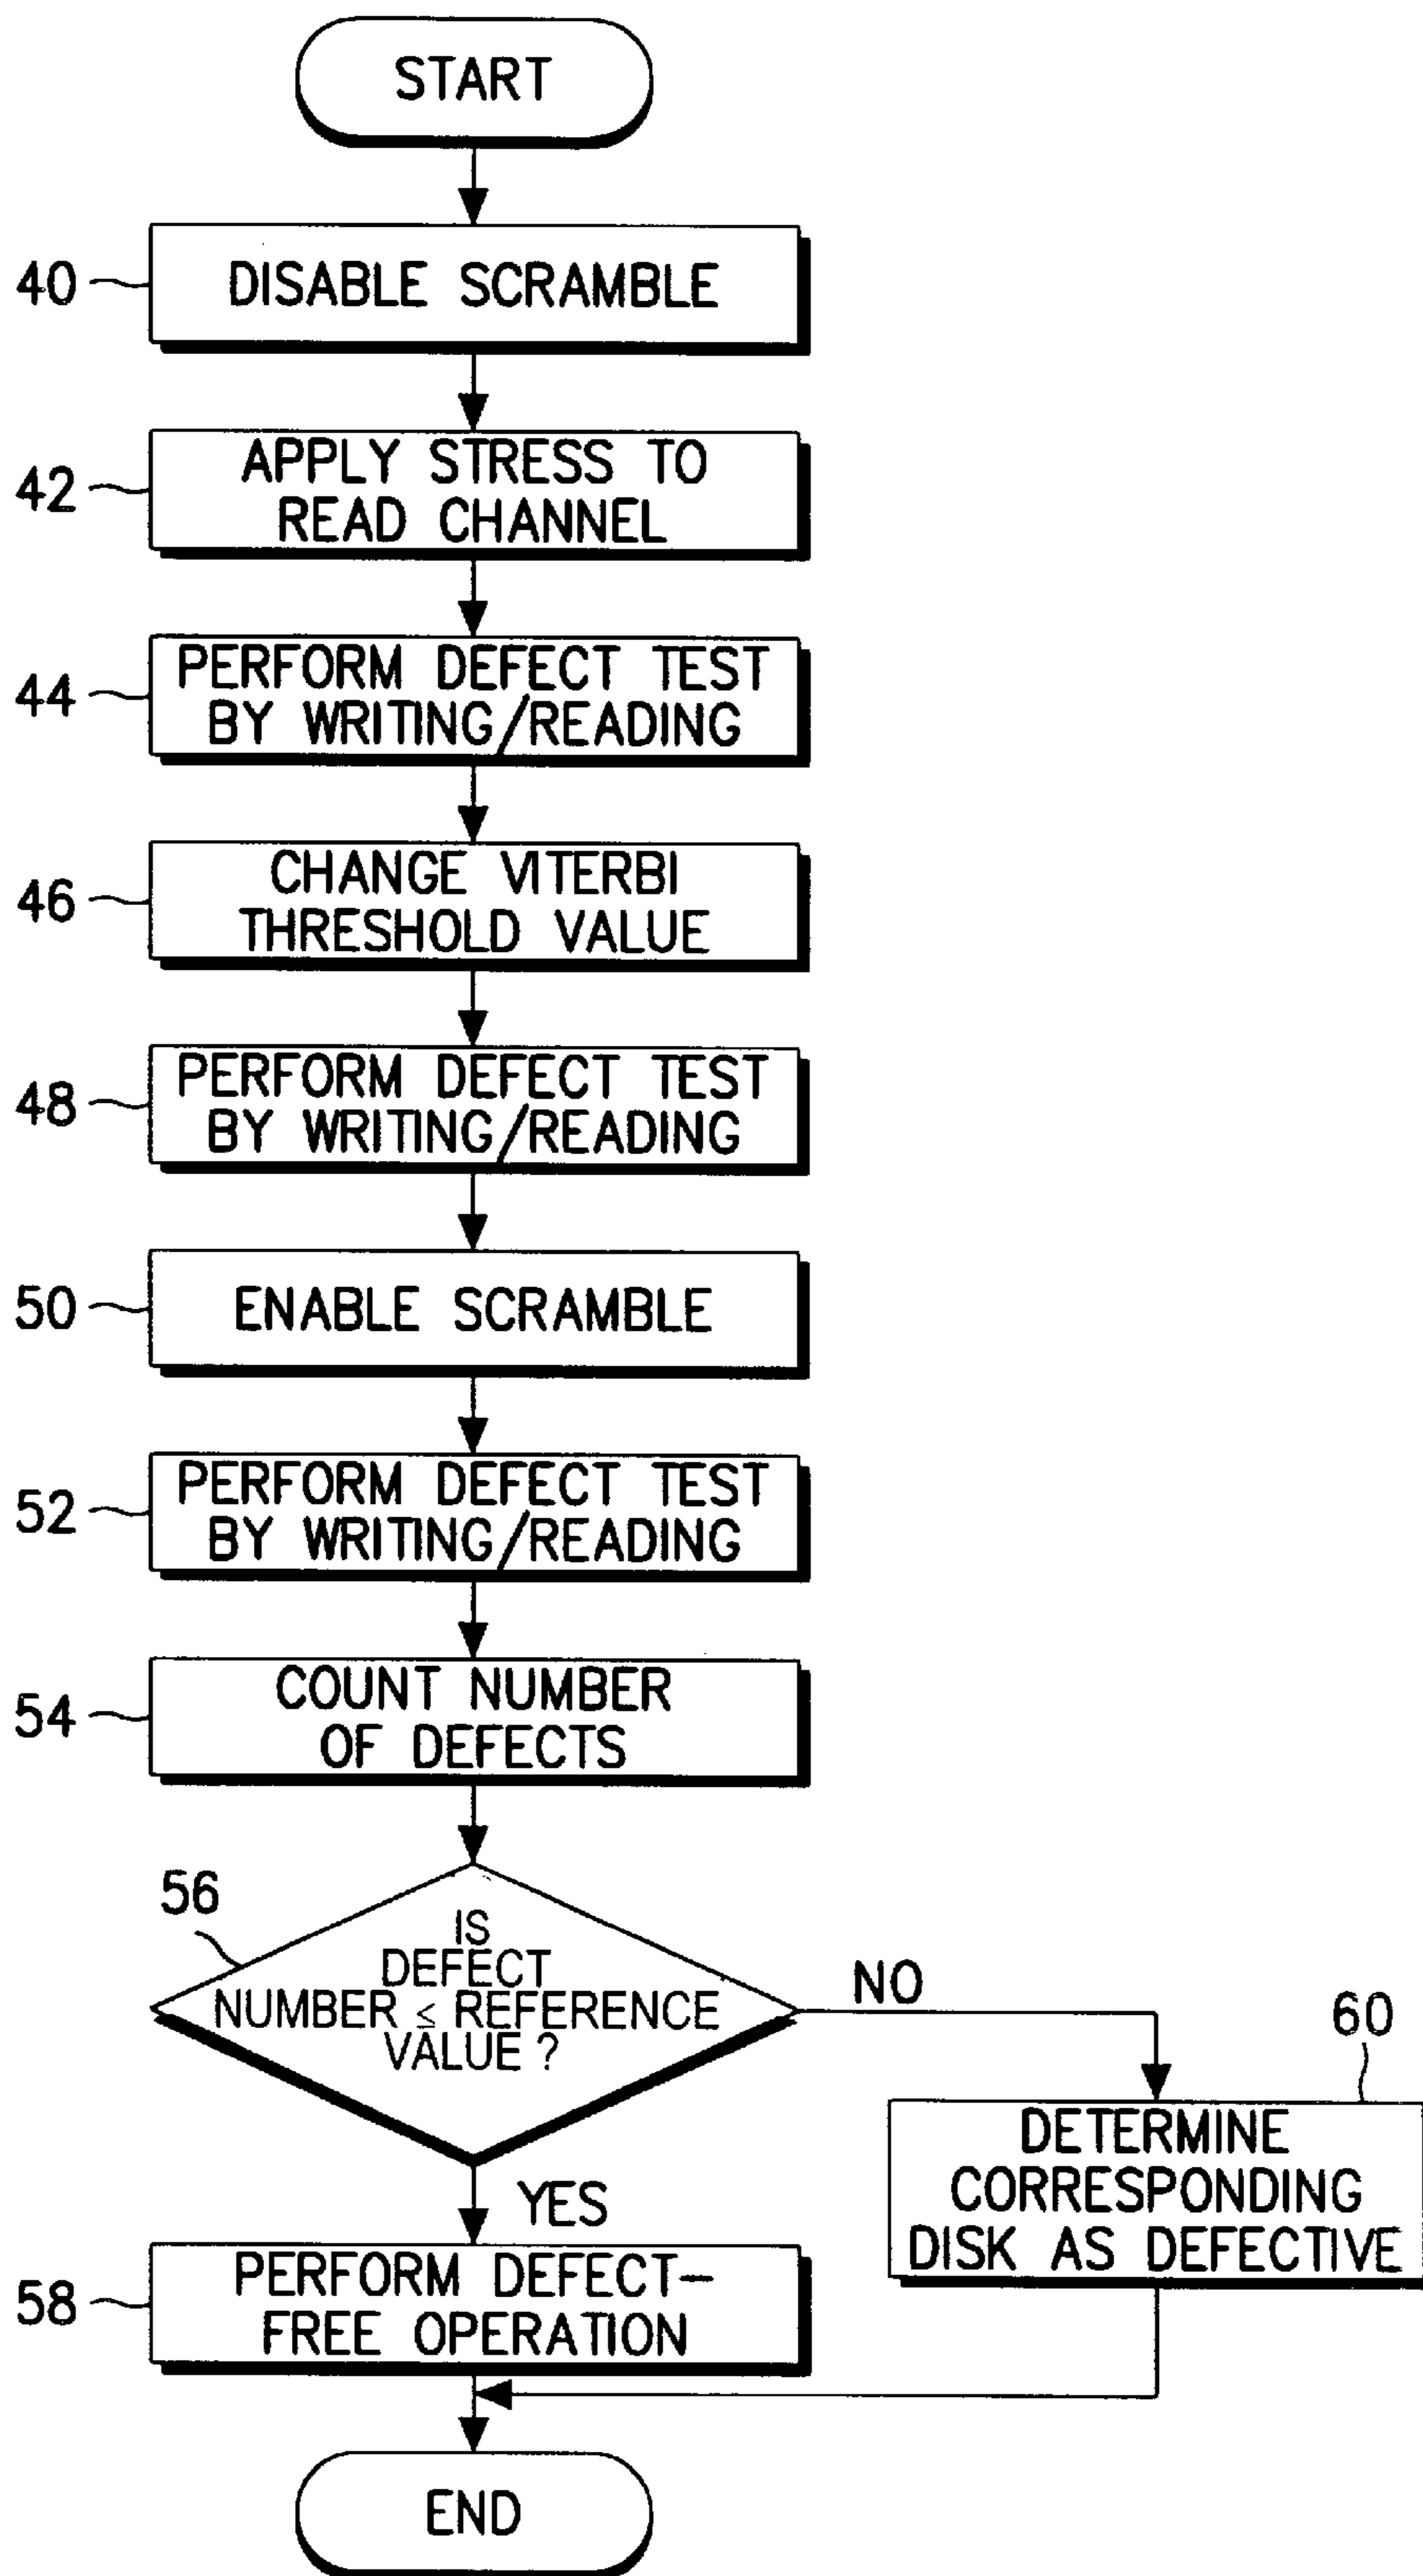 START
40
DISABLE SCRAMBLE
42
APPLY STRESS TO
READ CHANNEL
44
PERFORM DEFECT TEST
BY WRITING/READING
46
CHANGE VITERBI
THRESHOLD VALUE
48
PERFORM DEFECT TEST
BY WRITING/READING
50
ENABLE SCRAMBLE
52
PERFORM DEFECT TEST
BY WRITING/READING
54
COUNT NUMBER
OF DEFECTS
56
IS
DEFECT
NUMBER ≤ REFERENCE
VALUE ?
NO
60
DETERMINE
CORRESPONDING
DISK AS DEFECTIVE
YES
58
PERFORM DEFECT-
FREE OPERATION
END